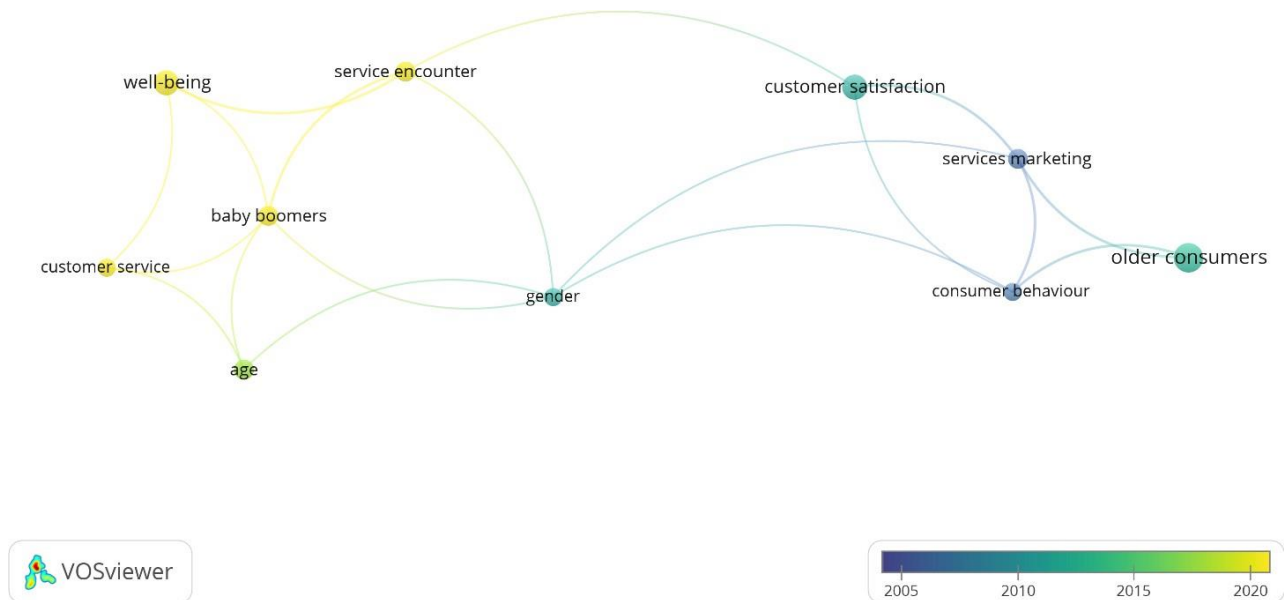 well-being
service encounter
customer satisfaction
services marketing
baby boomers
older consumers
customer service
gender
consumer behaviour
age
VOSviewer
2005
2010
2015
2020